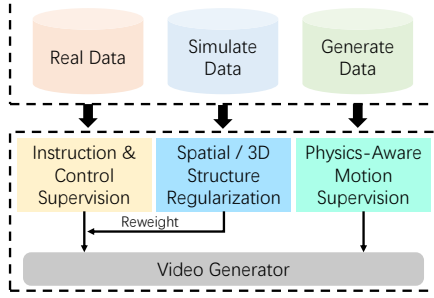 Real Data
Simulate
Data
Generate
Data
Instruction &
Control
Supervision
Spatial / 3D
Structure
Regularization
Physics-Aware
Motion
Supervision
Reweight
Video Generator